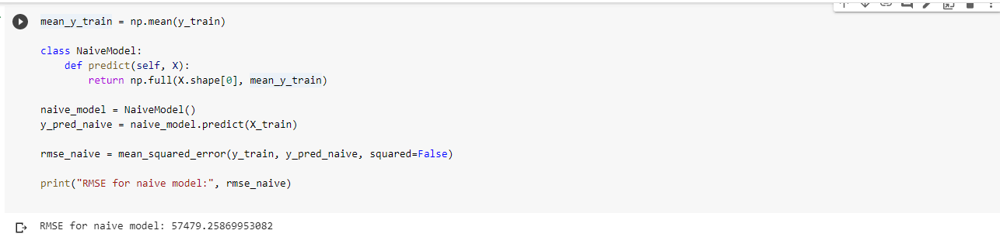 mean_y_train = np.mean(y_train)
class NaiveModel:
    def predict(self, X):
        return np.full(X.shape[0], mean_y_train)
naive_model = NaiveModel()
y_pred_naive = naive_model.predict(X_train)
rmse_naive = mean_squared_error(y_train, y_pred_naive, squared=False)
print("RMSE for naive model:", rmse_naive)
RMSE for naive model: 57479.25869953082